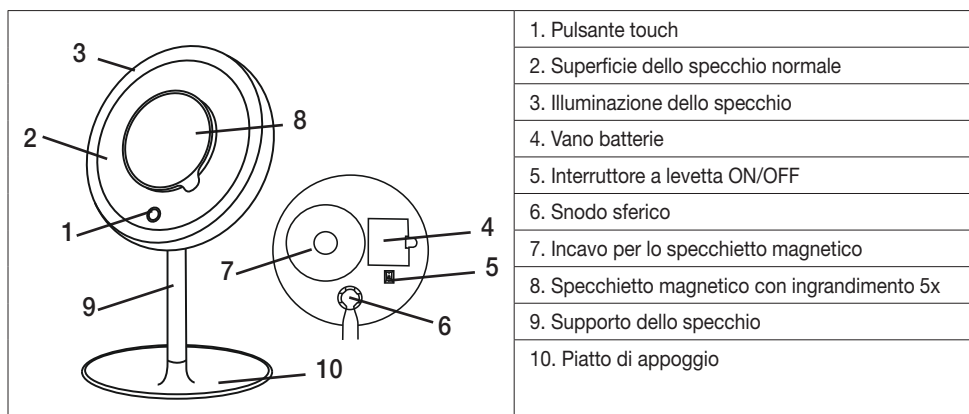 3
8
2
1
7
4
5
6
9
10
1. Pulsante touch
2. Superficie dello specchio normale
3. Illuminazione dello specchio
4. Vano batterie
5. Interruttore a levetta ON/OFF
6. Snodo sferico
7. Incavo per lo specchietto magnetico
8. Specchietto magnetico con ingrandimento 5x
9. Supporto dello specchio
10. Piatto di appoggio